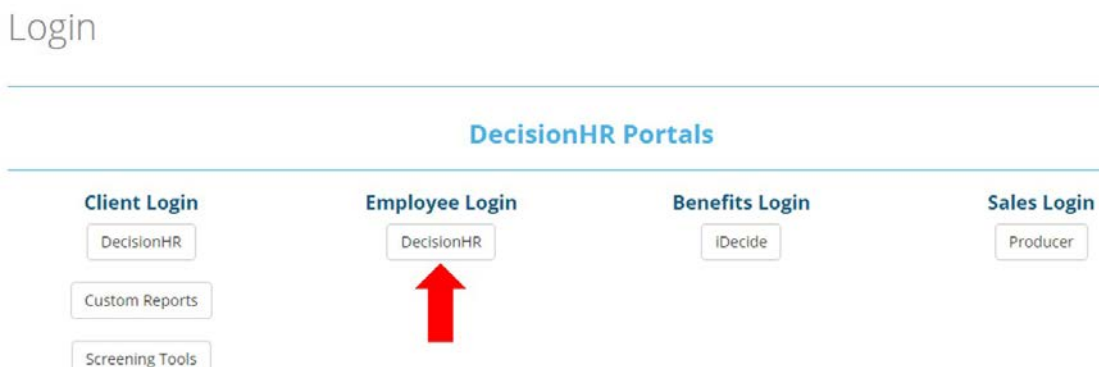 Login
DecisionHR Portals
Client Login
DecisionHR
Custom Reports
Screening Tools
Employee Login
DecisionHR
Benefits Login
iDecide
Sales Login
Producer